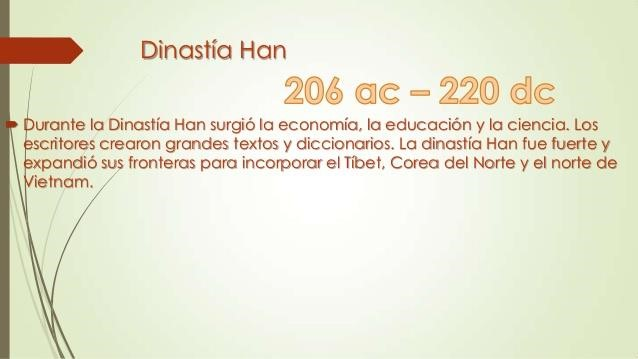 Dinastía Han
206 ac – 220 dc
Durante la Dinastía Han surgió la economía, la educación y la ciencia. Los
escritores crearon grandes textos y diccionarios. La dinastía Han fue fuerte y
expandió sus fronteras para incorporar el Tíbet, Corea del Norte y el norte de
Vietnam.